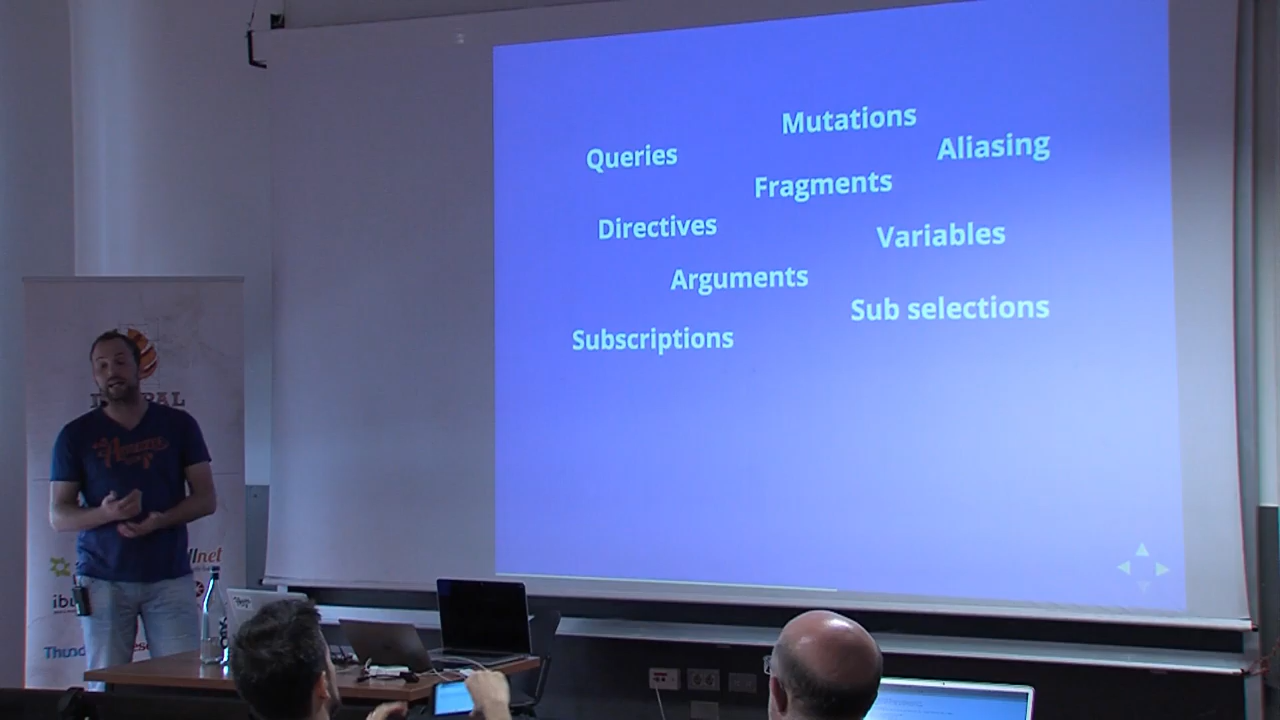 Mutations
Queries
Aliasing
Fragments
Directives
Variables
Arguments
Sub selections
Subscriptions